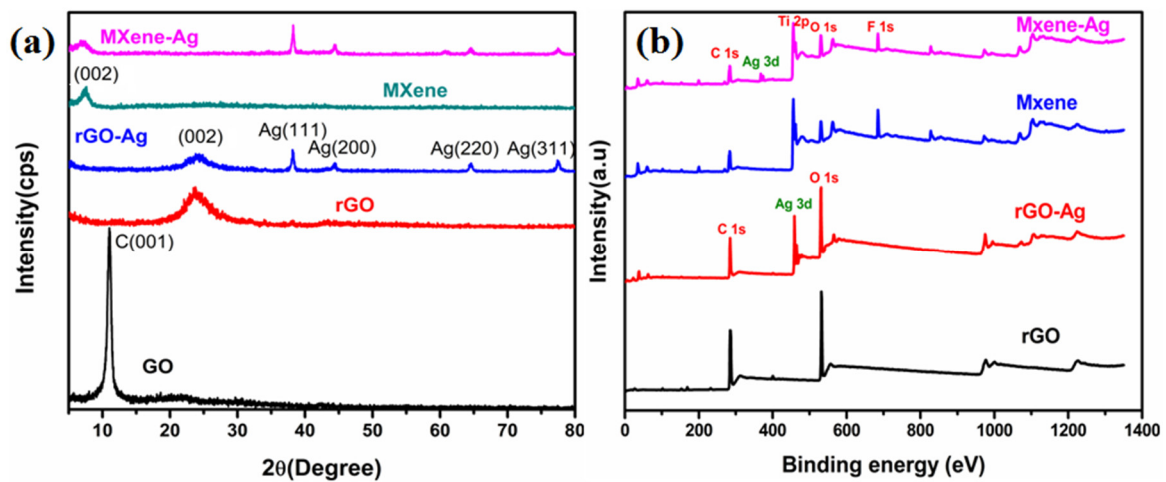 (a)
MXene-Ag
(002)
MXene
rGO-Ag
(002)
Ag(111)
Ag(200)
Ag(220)
Ag(311)
rGO
C(001)
GO
Intensity(cps)
10 20 30 40 50 60 70 80
2θ(Degree)
(b)
Ti 2p
O 1s
F 1s
Mxene-Ag
C 1s
Ag 3d
Mxene
O 1s
Ag 3d
rGO-Ag
C 1s
rGO
Intensity(a.u)
0 200 400 600 800 1000 1200 1400
Binding energy (eV)